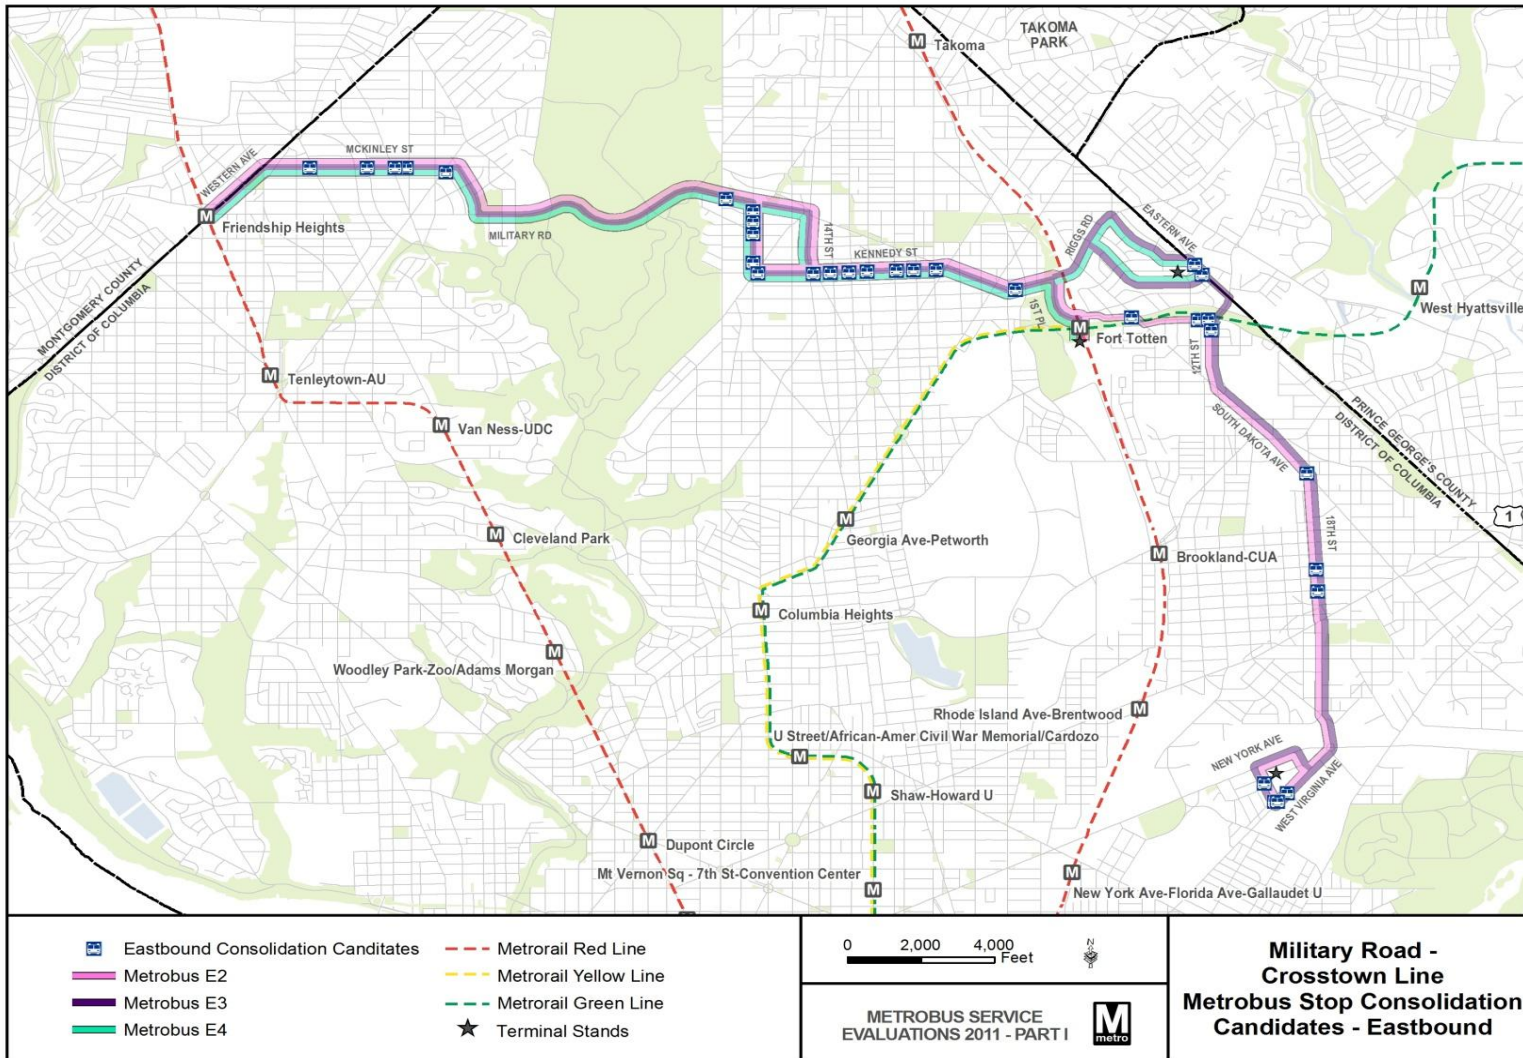 TAKOMA
PARK
M Takoma
MCKINLEY ST
WESTERN AVE
M
Friendship Heights
MILITARY RD
14TH ST
KENNEDY ST
RIGGS RD
EASTERN AVE
MONTGOMERY COUNTY
DISTRICT OF COLUMBIA
1ST PL
M
Fort Totten
M
West Hyattsville
12TH ST
M Tenleytown-AU
M Van Ness-UDC
SOUTH DAKOTA AVE
PRINCE GEORGE'S COUNTY
DISTRICT OF COLUMBIA
1
M
Georgia Ave-Petworth
18TH ST
M Cleveland Park
M Brookland-CUA
M Columbia Heights
M
Woodley Park-Zoo/Adams Morgan
Rhode Island Ave-Brentwood M
U Street/African-Amer Civil War Memorial/Cardozo
M
NEW YORK AVE
WEST VIRGINIA AVE
M Shaw-Howard U
M Dupont Circle
Mt Vernon Sq - 7th St-Convention Center
M
M
New York Ave-Florida Ave-Gallaudet U
Eastbound Consolidation Canditates
Metrobus E2
Metrobus E3
Metrobus E4
Metrorail Red Line
Metrorail Yellow Line
Metrorail Green Line
Terminal Stands
0 2,000 4,000
Feet
N
METROBUS SERVICE
EVALUATIONS 2011 - PART I
M
metro
Military Road -
Crosstown Line
Metrobus Stop Consolidation
Candidates - Eastbound